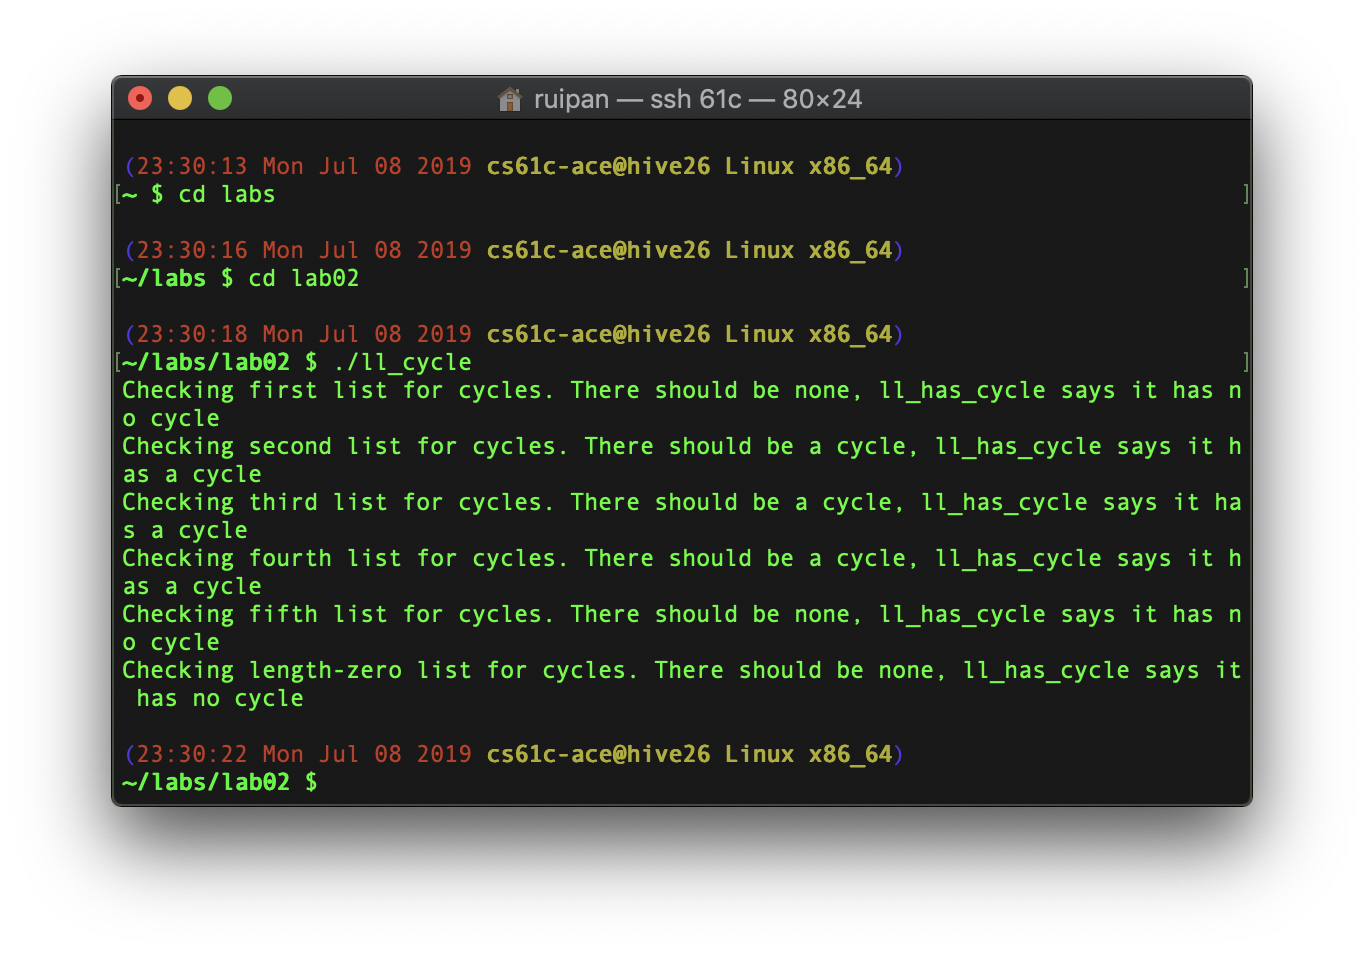 ruipan — ssh 61c — 80×24
(23:30:13 Mon Jul 08 2019 cs61c-ace@hive26 Linux x86_64)
[~ $ cd labs ]
(23:30:16 Mon Jul 08 2019 cs61c-ace@hive26 Linux x86_64)
[~/labs $ cd lab02 ]
(23:30:18 Mon Jul 08 2019 cs61c-ace@hive26 Linux x86_64)
[~/labs/lab02 $ ./ll_cycle ]
Checking first list for cycles. There should be none, ll_has_cycle says it has n
o cycle
Checking second list for cycles. There should be a cycle, ll_has_cycle says it h
as a cycle
Checking third list for cycles. There should be a cycle, ll_has_cycle says it ha
s a cycle
Checking fourth list for cycles. There should be a cycle, ll_has_cycle says it h
as a cycle
Checking fifth list for cycles. There should be none, ll_has_cycle says it has n
o cycle
Checking length-zero list for cycles. There should be none, ll_has_cycle says it
 has no cycle
(23:30:22 Mon Jul 08 2019 cs61c-ace@hive26 Linux x86_64)
~/labs/lab02 $